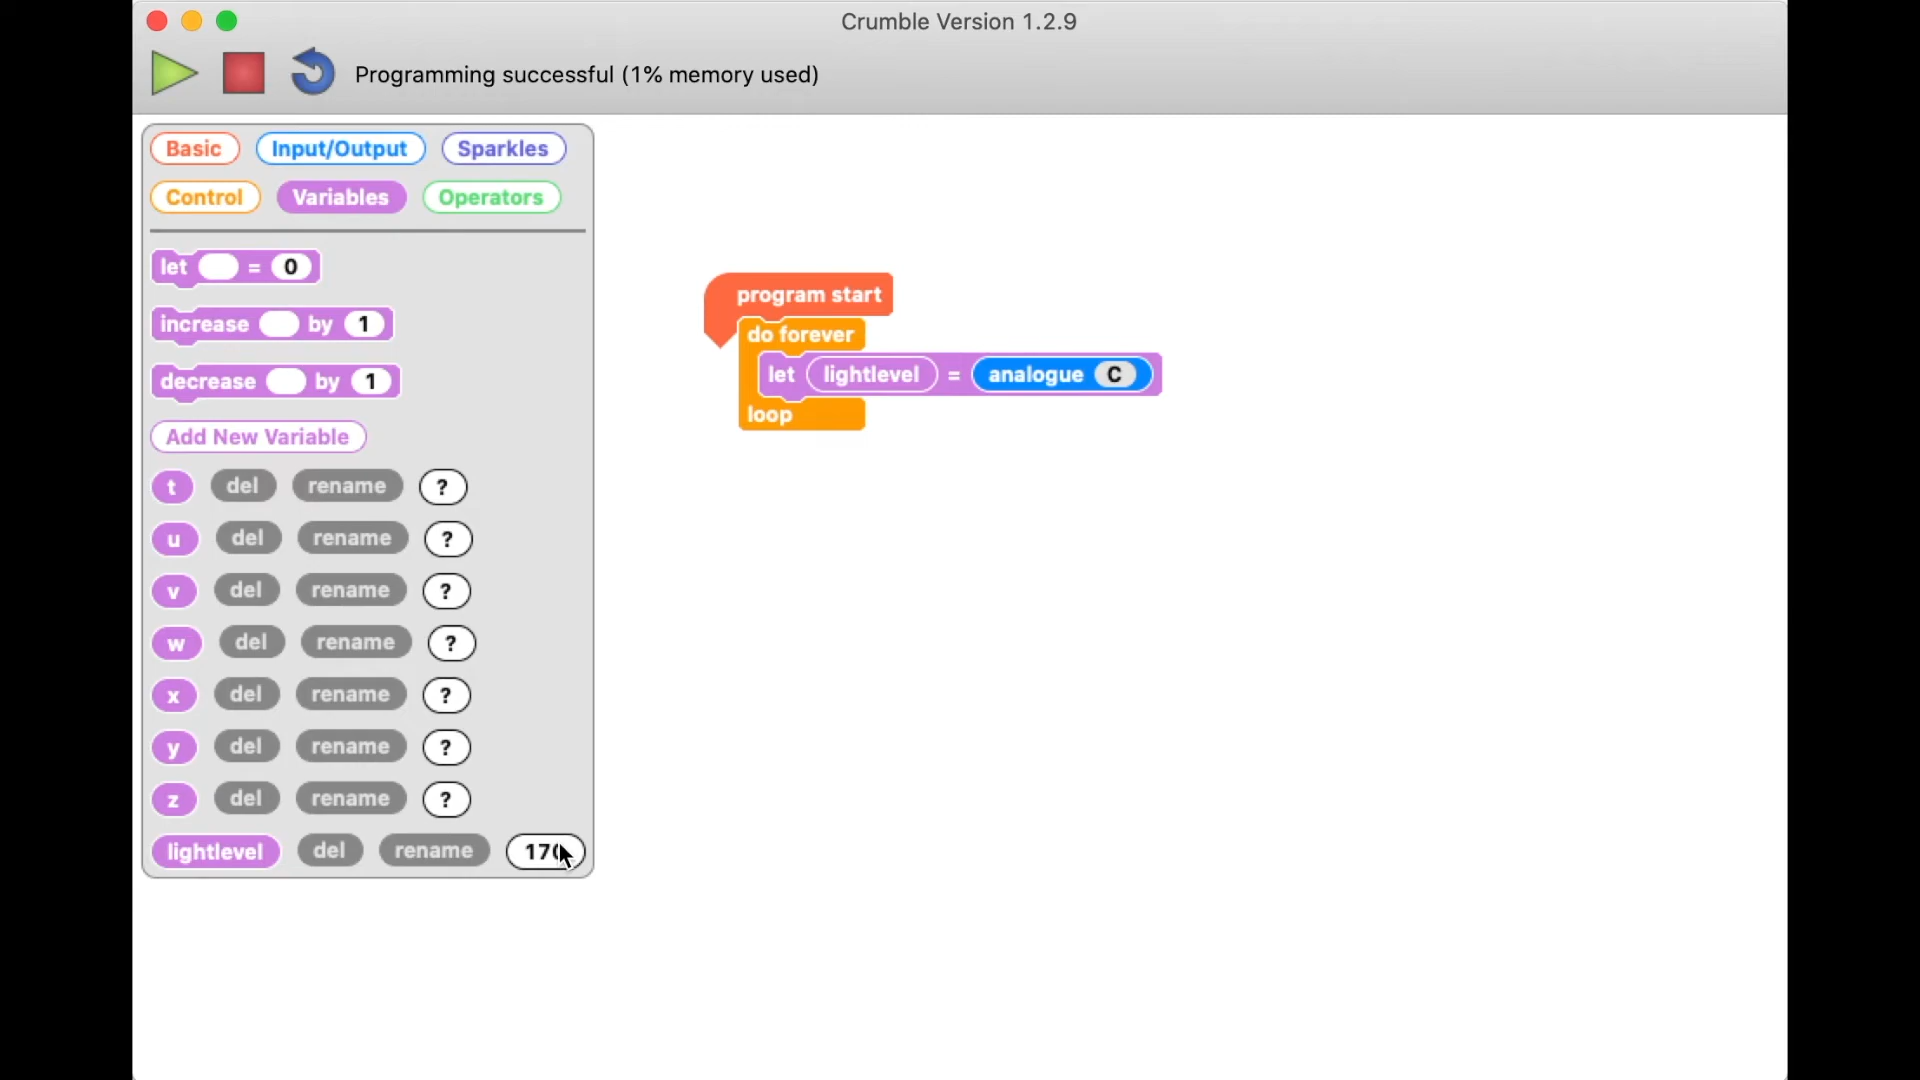 Crumble Version 1.2.9
Programming successful (1% memory used)
Basic Input/Output Sparkles
Control Variables Operators
let = 0
increase by 1
decrease by 1
Add New Variable
t del rename ?
u del rename ?
v del rename ?
w del rename ?
x del rename ?
y del rename ?
z del rename ?
lightlevel del rename
program start
do forever
let lightlevel = analogue C
loop